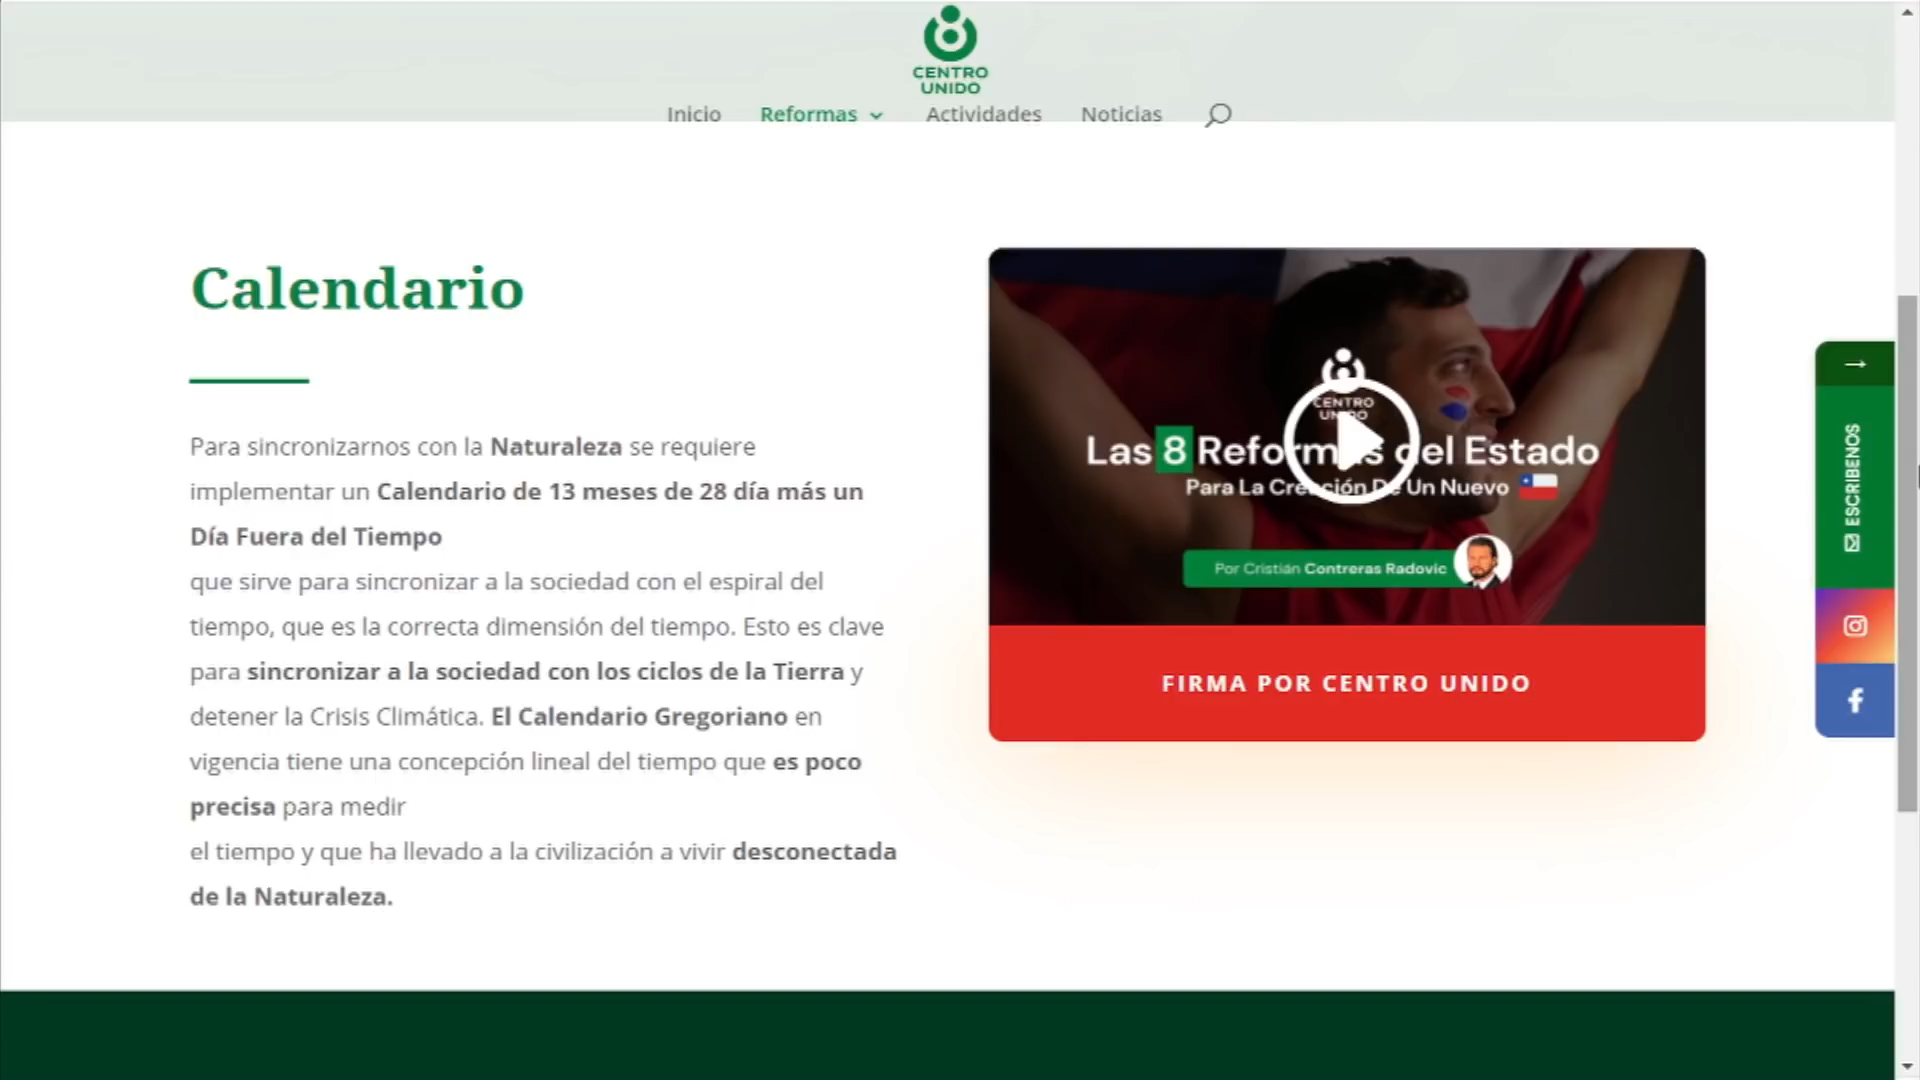 CENTRO
UNIDO
Inicio
Reformas
Actividades
Noticias
Calendario
Para sincronizarnos con la Naturaleza se requiere
implementar un Calendario de 13 meses de 28 día más un
Día Fuera del Tiempo
que sirve para sincronizar a la sociedad con el espiral del
tiempo, que es la correcta dimensión del tiempo. Esto es clave
para sincronizar a la sociedad con los ciclos de la Tierra y
detener la Crisis Climática. El Calendario Gregoriano en
vigencia tiene una concepción lineal del tiempo que es poco
precisa para medir
el tiempo y que ha llevado a la civilización a vivir desconectada
de la Naturaleza.
CENTRO
UNIDO
Las 8 Reformas del Estado
Para La Creación De Un Nuevo
Por Cristián Contreras Radovic
FIRMA POR CENTRO UNIDO
ESCRIBENOS